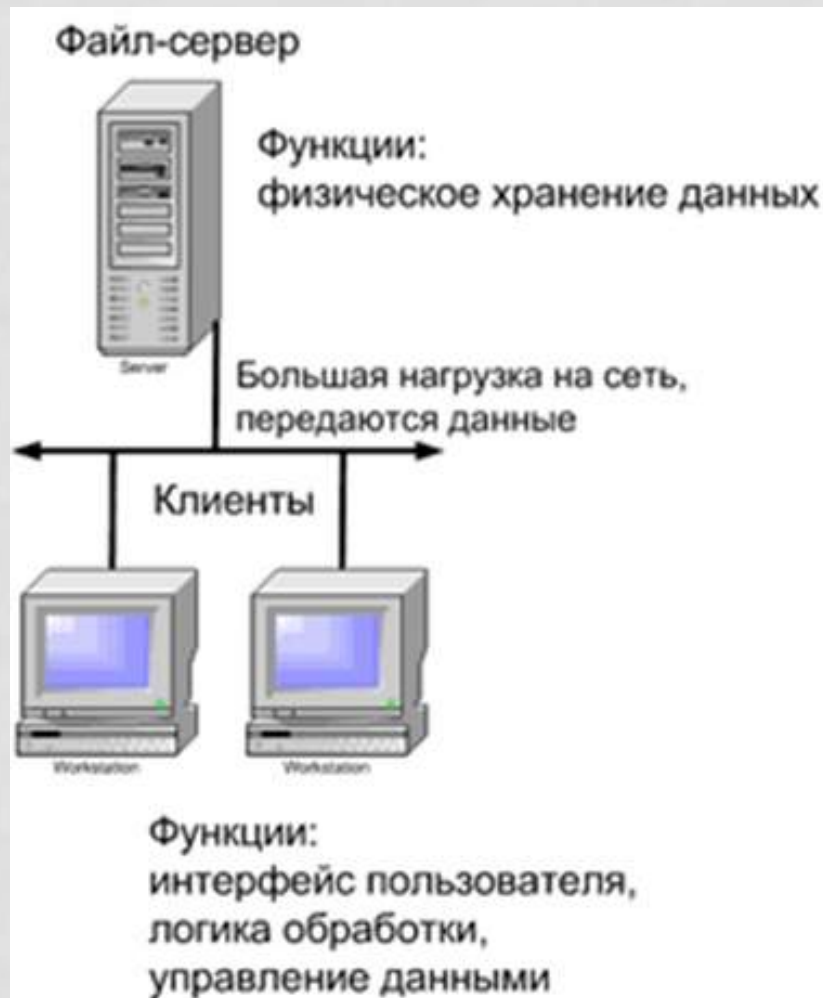 Файл-сервер
Функции:
физическое хранение данных
Server
Большая нагрузка на сеть,
передаются данные
Клиенты
Workstation
Workstation
Функции:
интерфейс пользователя,
логика обработки,
управление данными